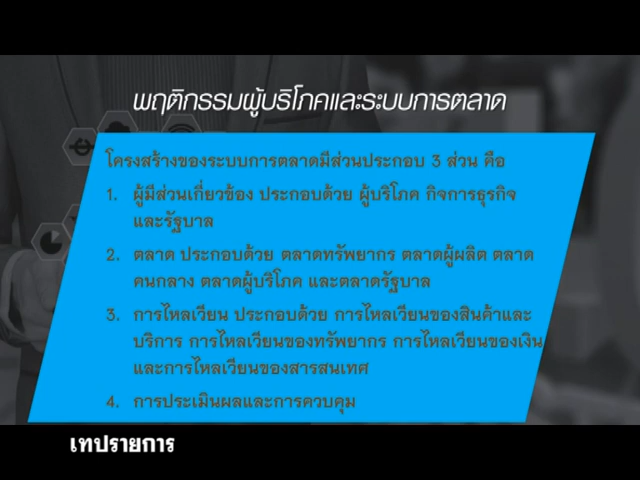 พฤติกรรมผู้บริโภคและระบบการตลาด
โครงสร้างของระบบการตลาดมีส่วนประกอบ 3 ส่วน คือ
1. ผู้มีส่วนเกี่ยวข้อง ประกอบด้วย ผู้บริโภค กิจการธุรกิจ
และรัฐบาล
2. ตลาด ประกอบด้วย ตลาดทรัพยากร ตลาดผู้ผลิต ตลาด
คนกลาง ตลาดผู้บริโภค และตลาดรัฐบาล
3. การไหลเวียน ประกอบด้วย การไหลเวียนของสินค้าและ
บริการ การไหลเวียนของทรัพยากร การไหลเวียนของเงิน
และการไหลเวียนของสารสนเทศ
4. การประเมินผลและการควบคุม
เทปรายการ